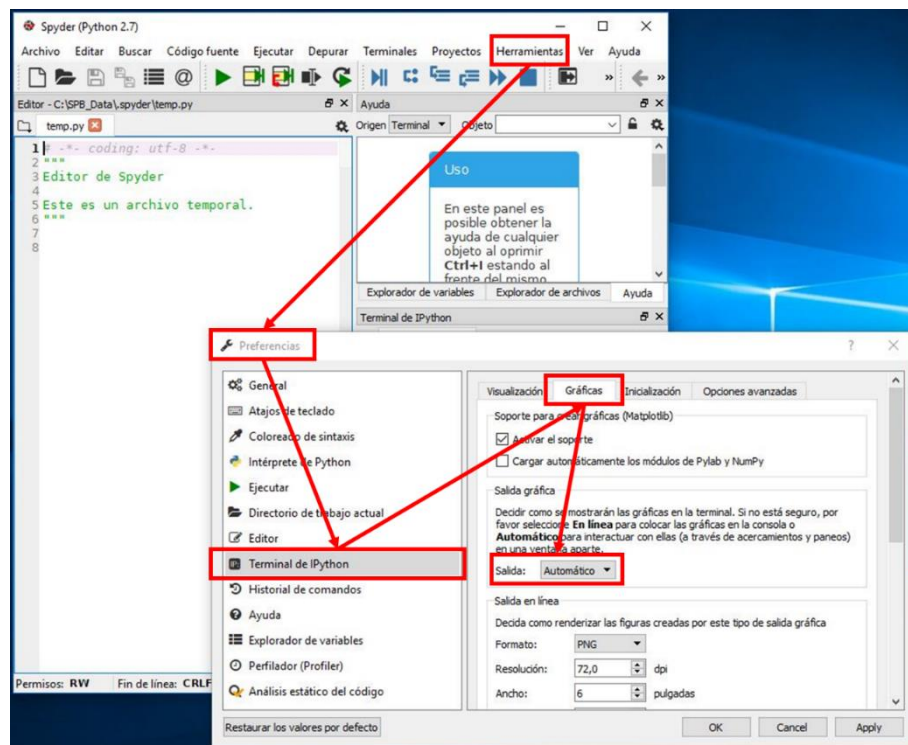 Spyder (Python 2.7)
Archivo Editar Buscar Código fuente Ejecutar Depurar Terminales Proyectos Herramientas Ver Ayuda
Editor - C:\SPB_Data\.spyder\temp.py
temp.py
1 # -*- coding: utf-8 -*-
2 """
3 Editor de Spyder
4
5 Este es un archivo temporal.
6 """
7
8
Ayuda
Origen Terminal Objeto
Uso
En este panel es
posible obtener la
ayuda de cualquier
objeto al oprimir
Ctrl+I estando al
frente del mismo
Explorador de variables Explorador de archivos Ayuda
Terminal de IPython
Permisos: RW Fin de línea: CRLF
Preferencias
General
Atajos de teclado
Coloreado de sintaxis
Intérprete de Python
Ejecutar
Directorio de trabajo actual
Editor
Terminal de IPython
Historial de comandos
Ayuda
Explorador de variables
Perfilador (Profiler)
Análisis estático del código
Visualización Gráficas Inicialización Opciones avanzadas
Soporte para crear gráficas (Matplotlib)
Activar el soporte
Cargar automáticamente los módulos de Pylab y NumPy
Salida gráfica
Decidir como se mostrarán las gráficas en la terminal. Si no está seguro, por
favor seleccione En línea para colocar las gráficas en la consola o
Automático para interactuar con ellas (a través de acercamientos y paneos)
en una ventana aparte.
Salida: Automático
Salida en línea
Decida como renderizar las figuras creadas por este tipo de salida gráfica
Formato: PNG
Resolución: 72,0 dpi
Ancho: 6 pulgadas
Restaurar los valores por defecto OK Cancel Apply